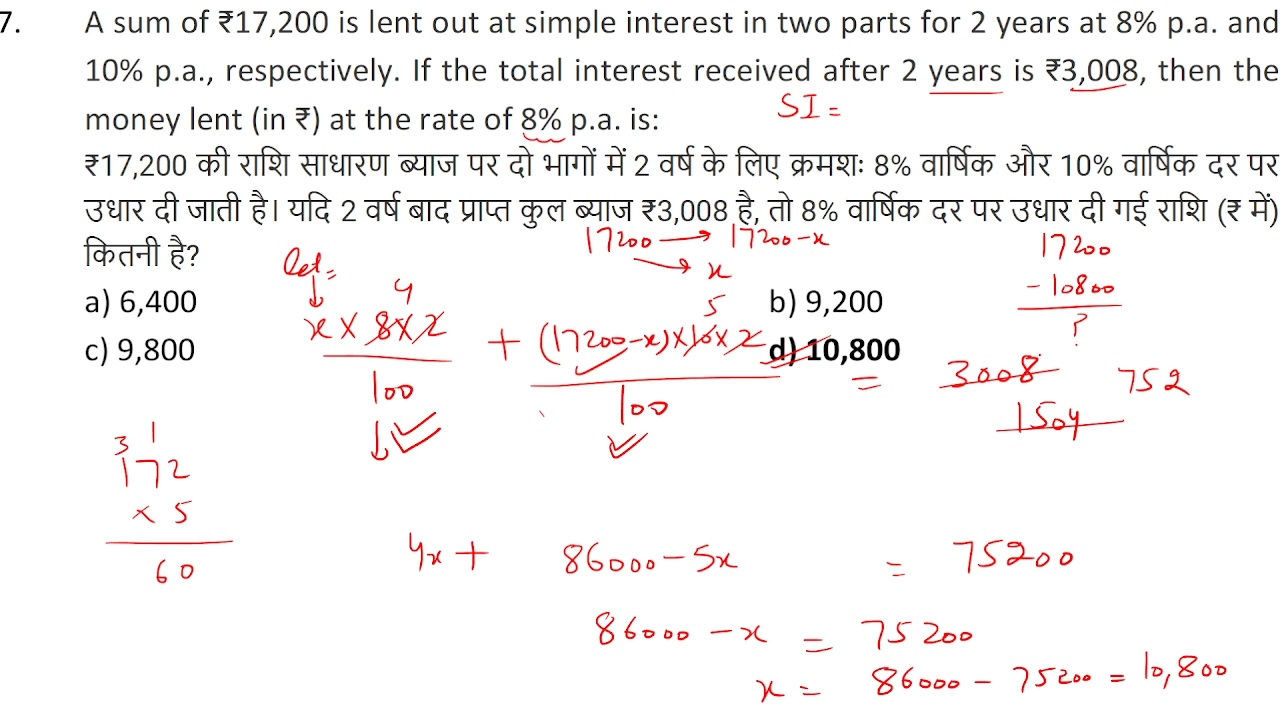 7. A sum of ₹17,200 is lent out at simple interest in two parts for 2 years at 8% p.a. and
10% p.a., respectively. If the total interest received after 2 years is ₹3,008, then the
money lent (in ₹) at the rate of 8% p.a. is:
SI =
₹17,200 की राशि साधारण ब्याज पर दो भागों में 2 वर्ष के लिए क्रमशः 8% वार्षिक और 10% वार्षिक दर पर
उधार दी जाती है। यदि 2 वर्ष बाद प्राप्त कुल ब्याज ₹3,008 है, तो 8% वार्षिक दर पर उधार दी गई राशि (₹ में)
कितनी है?
17200 → 17200-x
→ x
let =
17200
- 10800
?
a) 6,400
b) 9,200
c) 9,800
d) 10,800
4
5
x × 8 × 2 + (17200-x) × 10 × 2 = 3008 752
100 100 1504
3 1
172
× 5
60
4x + 86000 - 5x = 75200
86000 - x = 75200
x = 86000 - 75200 = 10,800